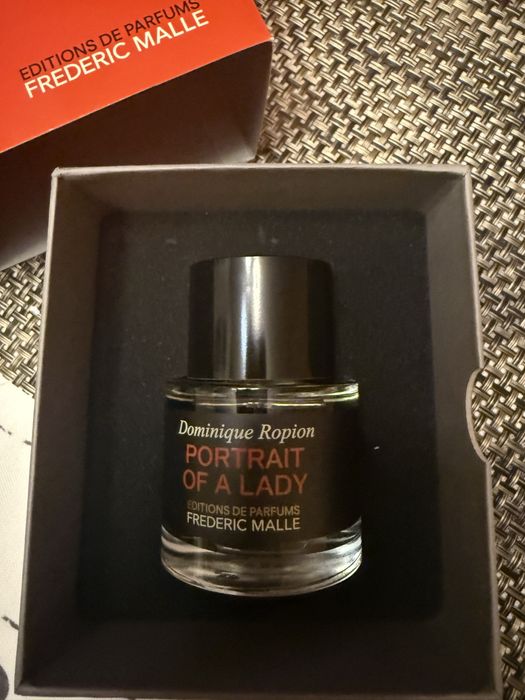 EDITIONS DE PARFUMS
FREDERIC MALLE
Dominique Ropion
PORTRAIT
OF A LADY
EDITIONS DE PARFUMS
FREDERIC MALLE